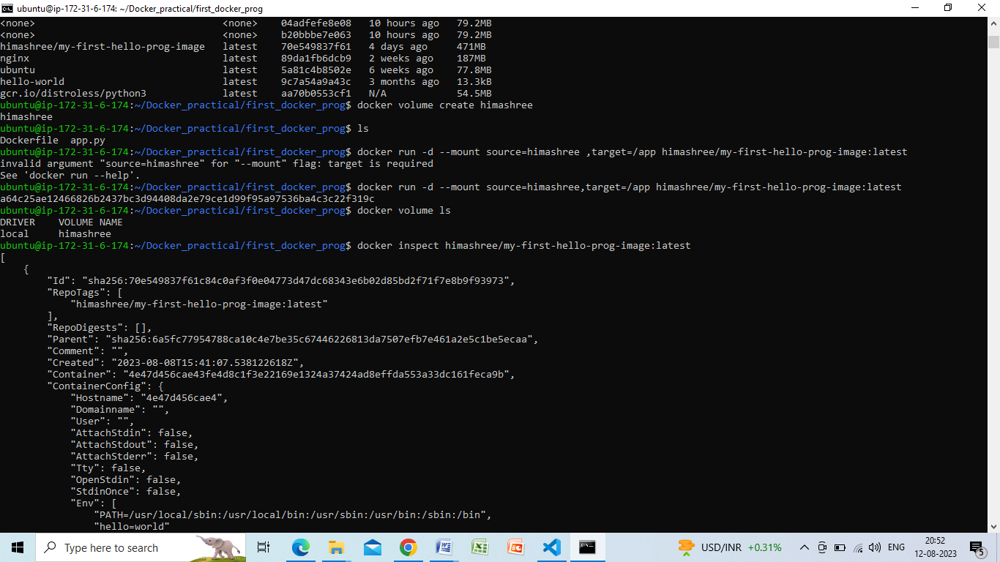 ubuntu@ip-172-31-6-174: ~/Docker_practical/first_docker_prog
<none> <none> 04adfefe8e08 10 hours ago 79.2MB
<none> <none> b20bbbe7e063 10 hours ago 79.2MB
himashree/my-first-hello-prog-image latest 70e549837f61 4 days ago 471MB
nginx latest 89da1fb6dcb9 2 weeks ago 187MB
ubuntu latest 5a81c4b8502e 6 weeks ago 77.8MB
hello-world latest 9c7a54a9a43c 3 months ago 13.3kB
gcr.io/distroless/python3 latest aa70b0553cf1 N/A 54.5MB
ubuntu@ip-172-31-6-174:~/Docker_practical/first_docker_prog$ docker volume create himashree
himashree
ubuntu@ip-172-31-6-174:~/Docker_practical/first_docker_prog$ ls
Dockerfile app.py
ubuntu@ip-172-31-6-174:~/Docker_practical/first_docker_prog$ docker run -d --mount source=himashree ,target=/app himashree/my-first-hello-prog-image:latest
invalid argument "source=himashree" for "--mount" flag: target is required
See 'docker run --help'.
ubuntu@ip-172-31-6-174:~/Docker_practical/first_docker_prog$ docker run -d --mount source=himashree,target=/app himashree/my-first-hello-prog-image:latest
a64c25ae12466826b2437bc3d94408da2e79ce1d99f95a97536ba4c3c22f319c
ubuntu@ip-172-31-6-174:~/Docker_practical/first_docker_prog$ docker volume ls
DRIVER VOLUME NAME
local himashree
ubuntu@ip-172-31-6-174:~/Docker_practical/first_docker_prog$ docker inspect himashree/my-first-hello-prog-image:latest
[
{
"Id": "sha256:70e549837f61c84c0af3f0e04773d47dc68343e6b02d85bd2f71f7e8b9f93973",
"RepoTags": [
"himashree/my-first-hello-prog-image:latest"
],
"RepoDigests": [],
"Parent": "sha256:6a5fc77954788ca10c4e7be35c67446226813da7507efb7e461a2e5c1be5ecaa",
"Comment": "",
"Created": "2023-08-08T15:41:07.538122618Z",
"Container": "4e47d456cae43fe4d8c1f3e22169e1324a37424ad8effda553a33dc161feca9b",
"ContainerConfig": {
"Hostname": "4e47d456cae4",
"Domainname": "",
"User": "",
"AttachStdin": false,
"AttachStdout": false,
"AttachStderr": false,
"Tty": false,
"OpenStdin": false,
"StdinOnce": false,
"Env": [
"PATH=/usr/local/sbin:/usr/local/bin:/usr/sbin:/usr/bin:/sbin:/bin",
"hello=world"
Type here to search
USD/INR +0.31%
ENG
20:52
12-08-2023
5